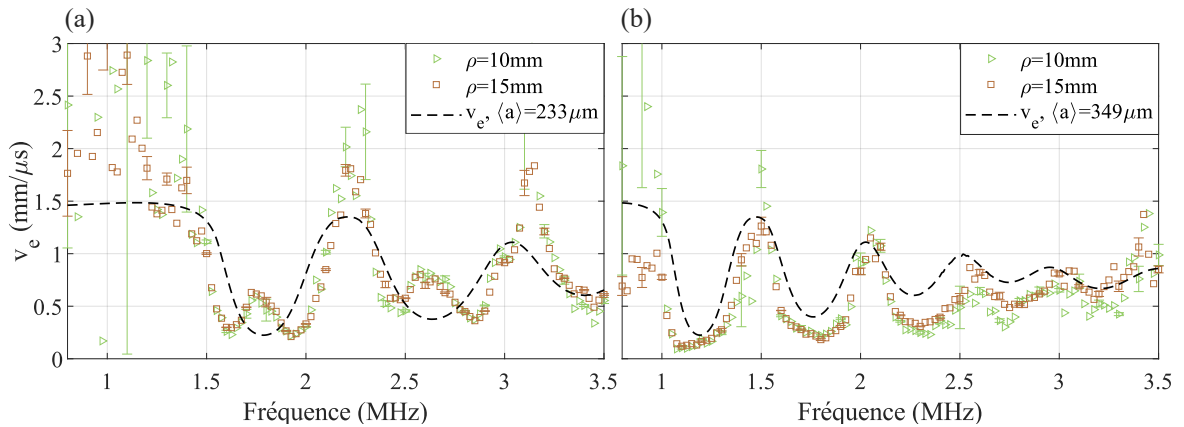 (a)
(b)
3
2.5
2
1.5
1
0.5
0
v_e (mm/μs)
ρ=10mm
ρ=15mm
v_e, ⟨a⟩=233μm
ρ=10mm
ρ=15mm
v_e, ⟨a⟩=349μm
1 1.5 2 2.5 3 3.5
1 1.5 2 2.5 3 3.5
Fréquence (MHz)
Fréquence (MHz)